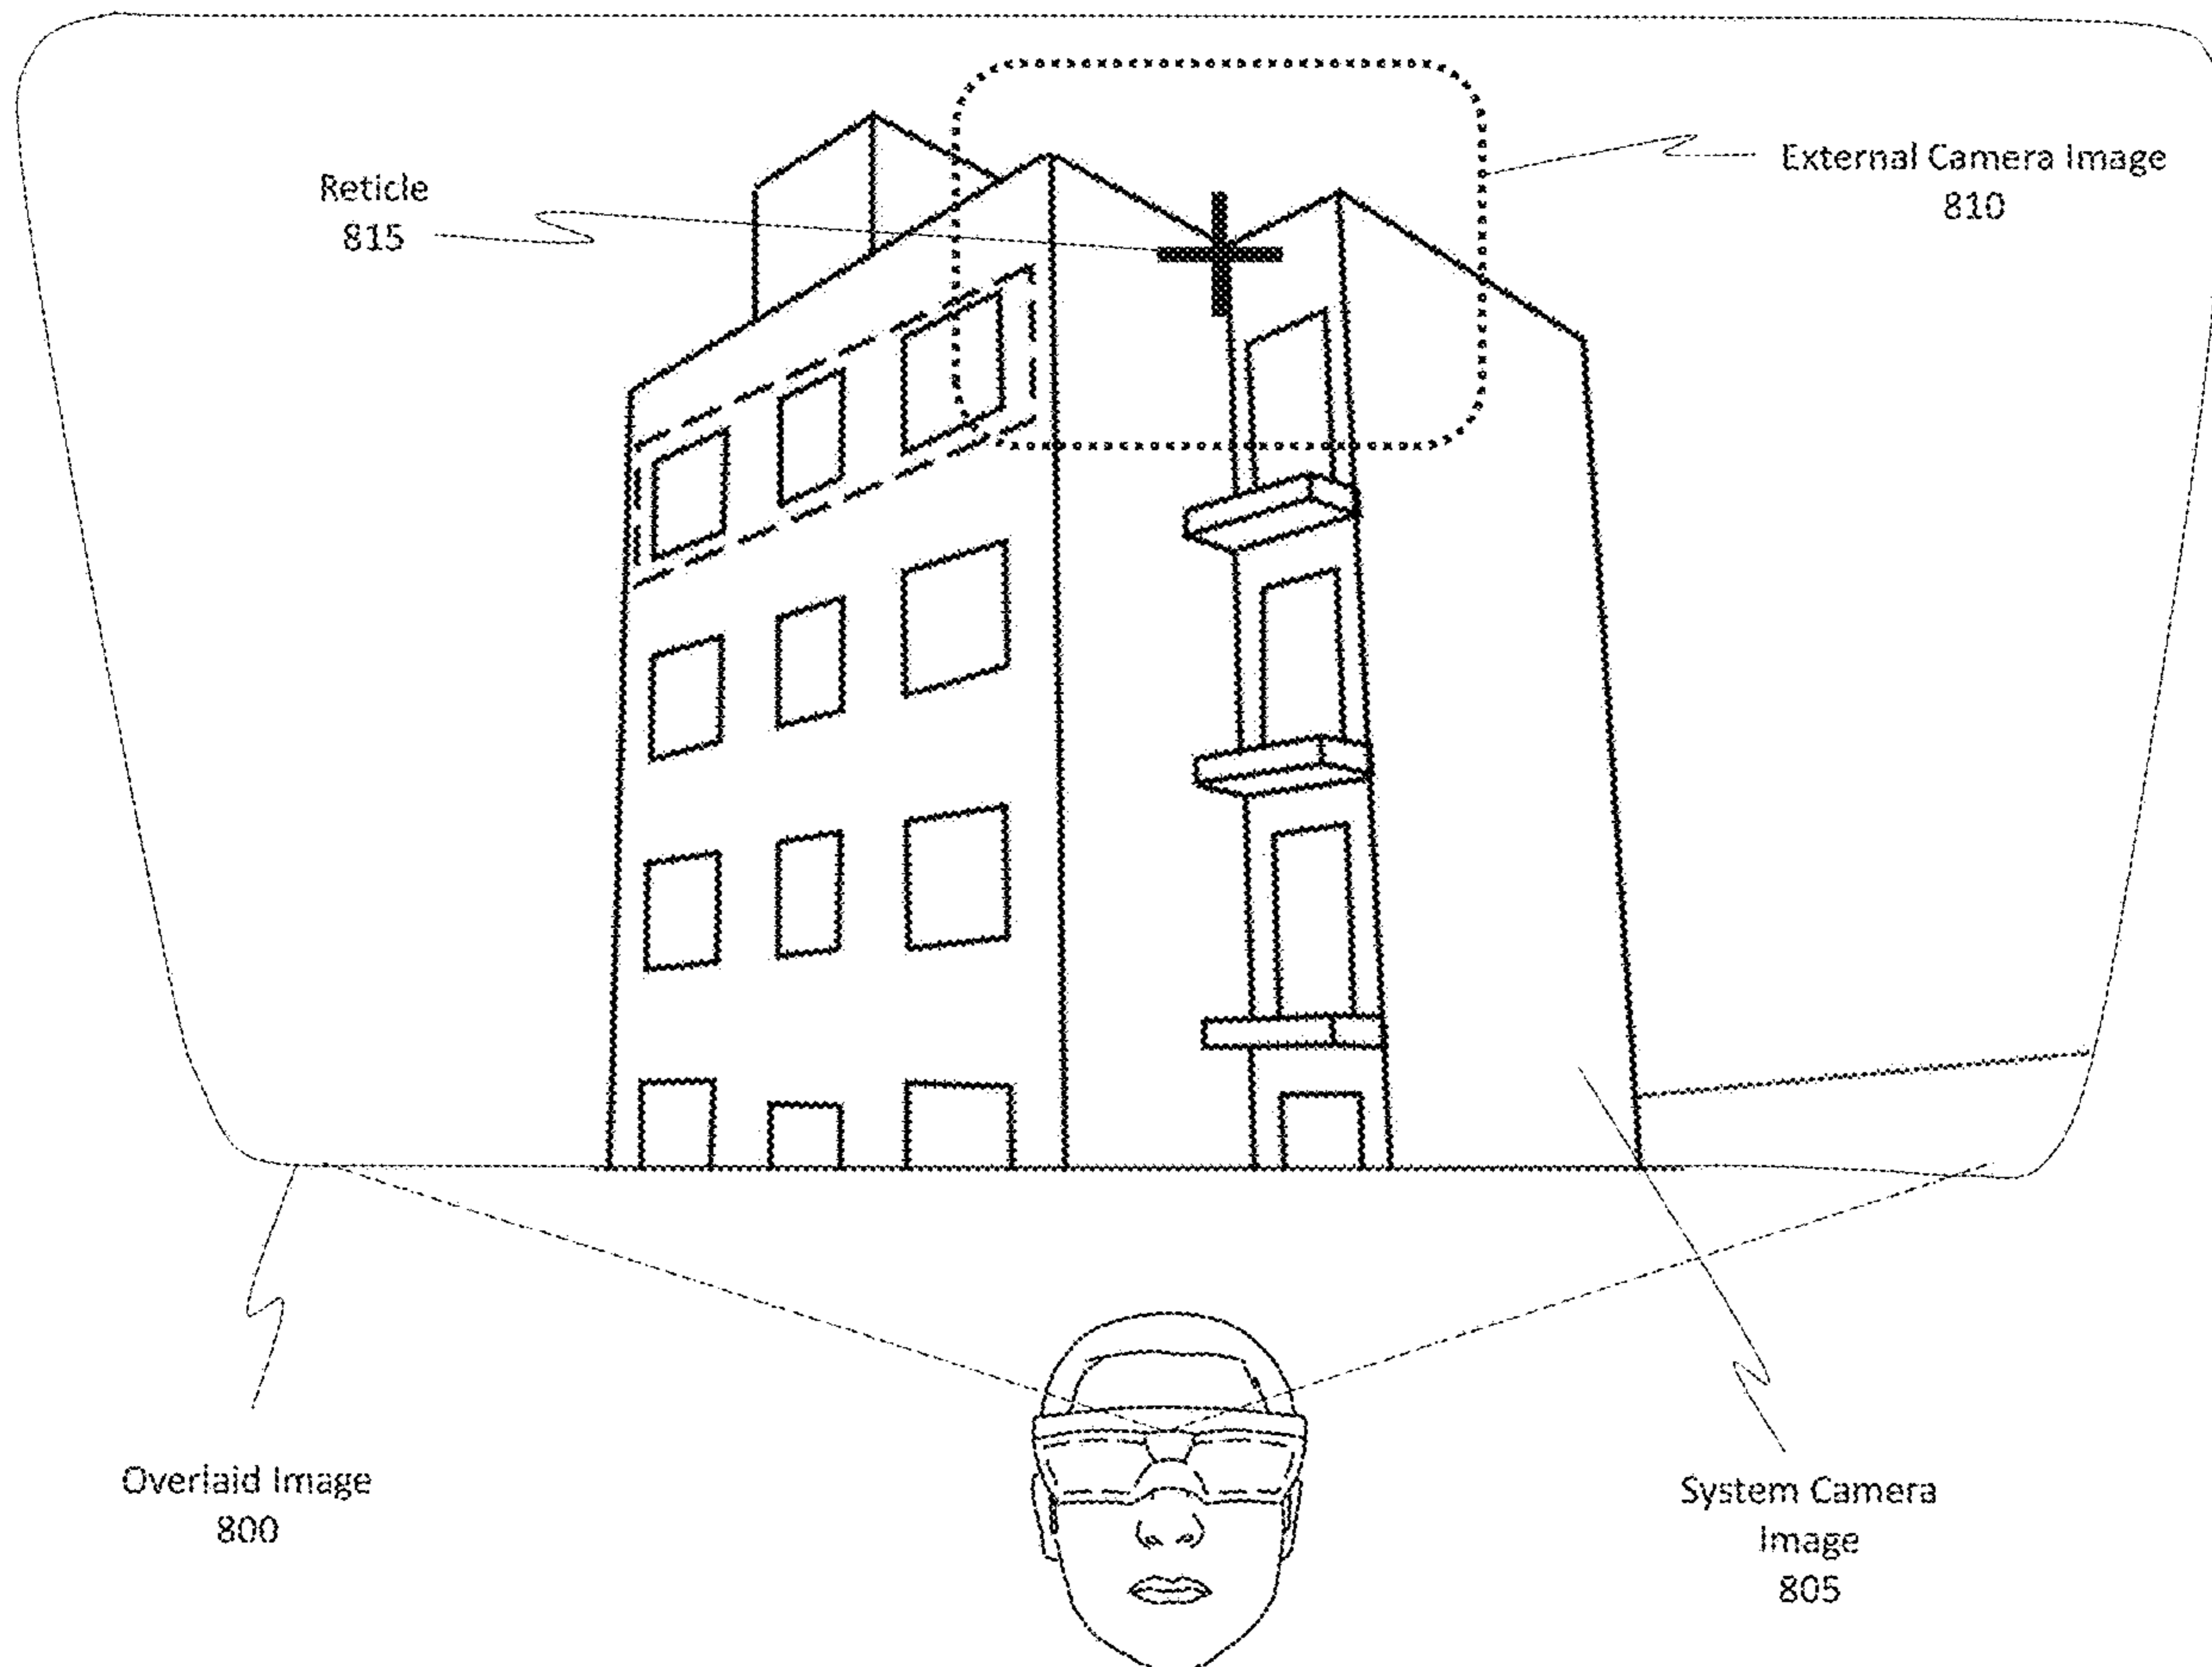 External Camera Image
810
Reticle
815
Overlaid Image
800
System Camera
Image
805